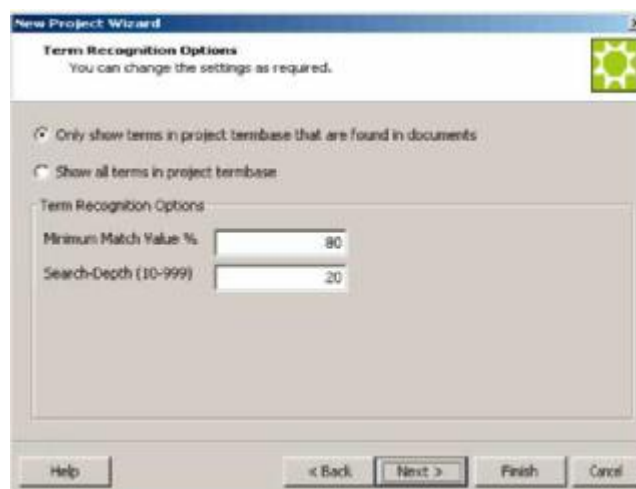 New Project Wizard
Term Recognition Options
You can change the settings as required.
Only show terms in project termbase that are found in documents
Show all terms in project termbase
Term Recognition Options
Minimum Match Value % 80
Search-Depth (10-999) 20
Help < Back Next > Finish Cancel